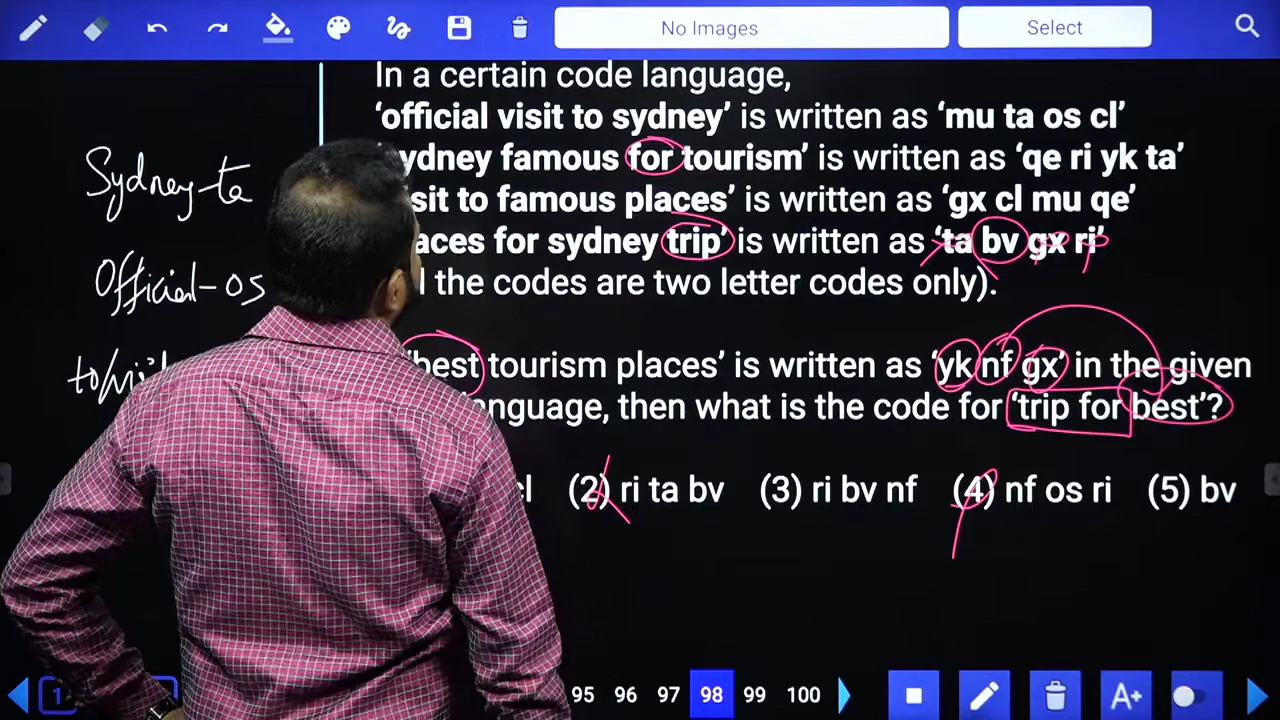 No Images
Select
In a certain code language,
'official visit to sydney' is written as 'mu ta os cl'
ydney famous for tourism' is written as 'qe ri yk ta'
sit to famous places' is written as 'gx cl mu qe'
aces for sydney trip' is written as 'ta bv gx ri'
the codes are two letter codes only).
'best tourism places' is written as 'yk nf gx' in the given
nguage, then what is the code for 'trip for best'?
cl (2) ri ta bv (3) ri bv nf (4) nf os ri (5) bv
Sydney-ta
Official-os
1
95 96 97 98 99 100
A+